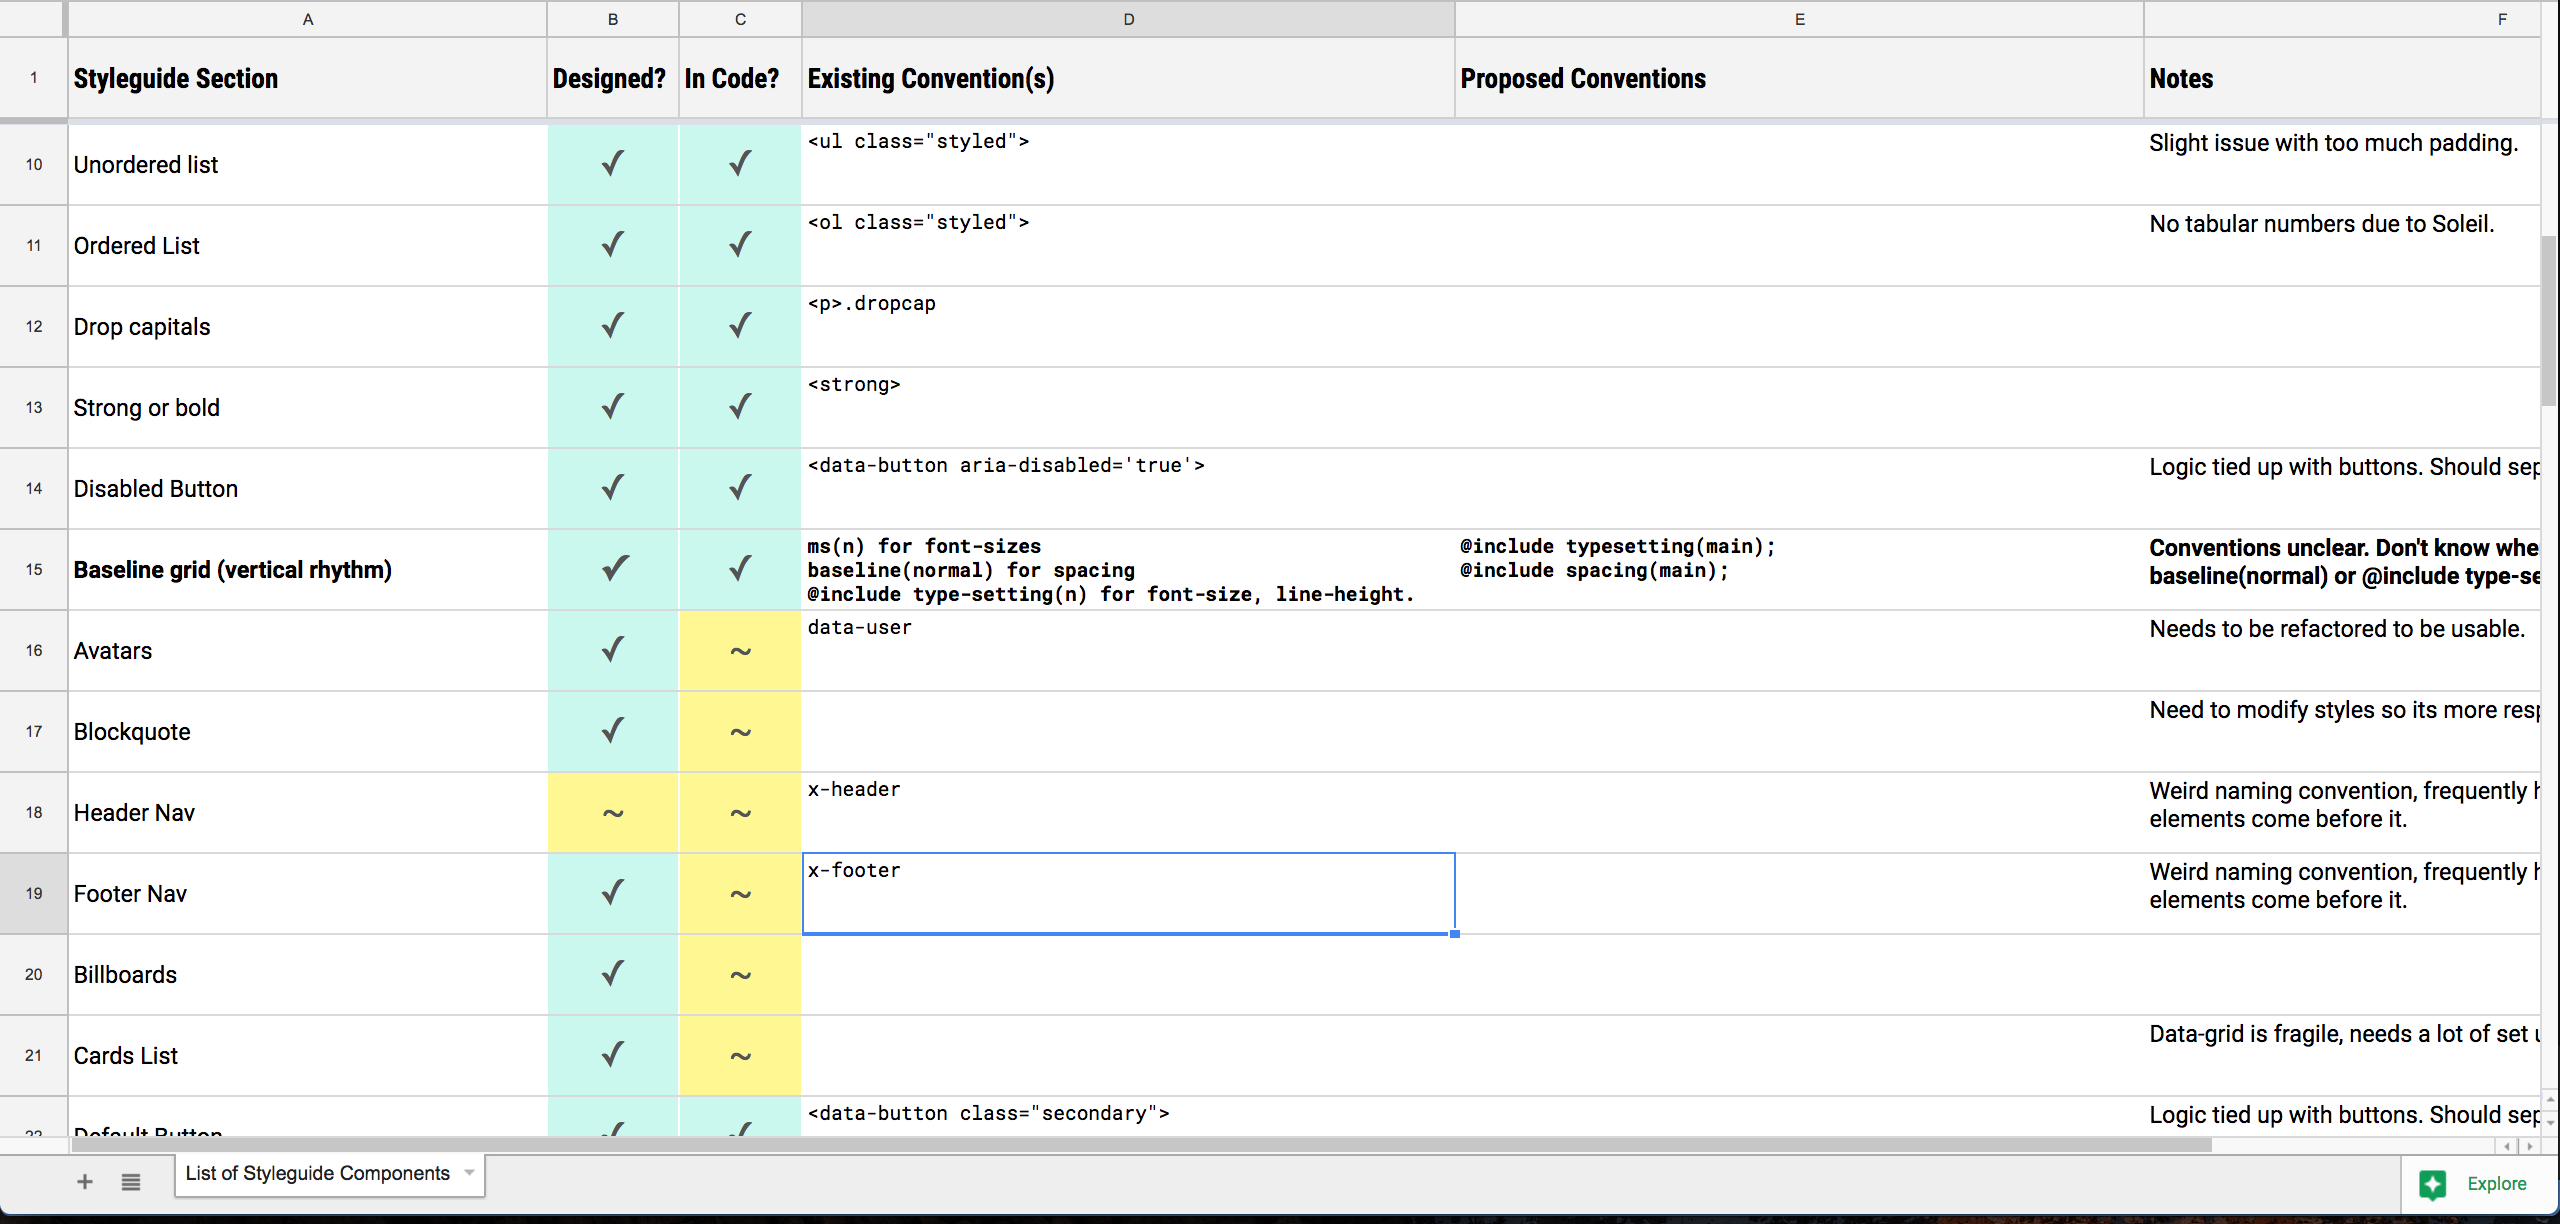 A B C D E F
1 Styleguide Section Designed? In Code? Existing Convention(s) Proposed Conventions Notes
10 Unordered list ✓ ✓ <ul class="styled"> Slight issue with too much padding.
11 Ordered List ✓ ✓ <ol class="styled"> No tabular numbers due to Soleil.
12 Drop capitals ✓ ✓ <p>.dropcap
13 Strong or bold ✓ ✓ <strong>
14 Disabled Button ✓ ✓ <data-button aria-disabled='true'> Logic tied up with buttons. Should sep
15 Baseline grid (vertical rhythm) ✓ ✓ ms(n) for font-sizes
baseline(normal) for spacing
@include type-setting(n) for font-size, line-height.
@include typesetting(main);
@include spacing(main);
Conventions unclear. Don't know whe
baseline(normal) or @include type-se
16 Avatars ✓ ~ data-user Needs to be refactored to be usable.
17 Blockquote ✓ ~ Need to modify styles so its more resp
18 Header Nav ~ ~ x-header Weird naming convention, frequently h
elements come before it.
19 Footer Nav ✓ ~ x-footer Weird naming convention, frequently h
elements come before it.
20 Billboards ✓ ~
21 Cards List ✓ ~ Data-grid is fragile, needs a lot of set u
22 Default Button ✓ ✓ <data-button class="secondary"> Logic tied up with buttons. Should sep
List of Styleguide Components
Explore